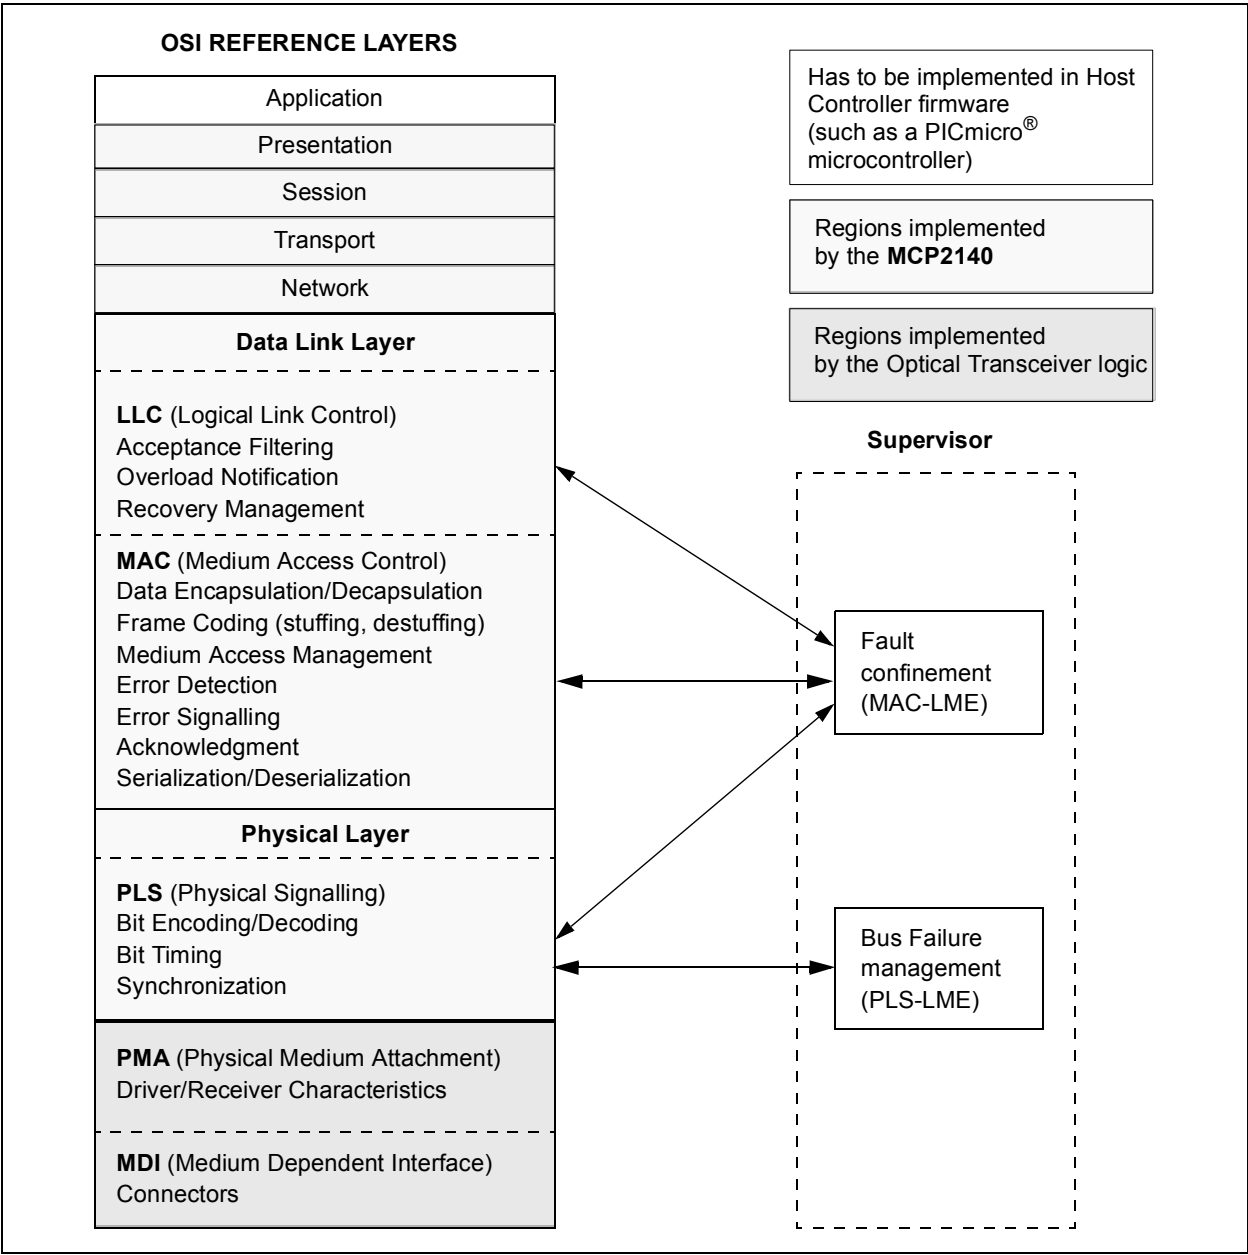 OSI REFERENCE LAYERS
Application
Presentation
Session
Transport
Network
Data Link Layer
LLC (Logical Link Control)
Acceptance Filtering
Overload Notification
Recovery Management
MAC (Medium Access Control)
Data Encapsulation/Decapsulation
Frame Coding (stuffing, destuffing)
Medium Access Management
Error Detection
Error Signalling
Acknowledgment
Serialization/Deserialization
Physical Layer
PLS (Physical Signalling)
Bit Encoding/Decoding
Bit Timing
Synchronization
PMA (Physical Medium Attachment)
Driver/Receiver Characteristics
MDI (Medium Dependent Interface)
Connectors
Has to be implemented in Host
Controller firmware
(such as a PICmicro®
microcontroller)
Regions implemented
by the MCP2140
Regions implemented
by the Optical Transceiver logic
Supervisor
Fault
confinement
(MAC-LME)
Bus Failure
management
(PLS-LME)